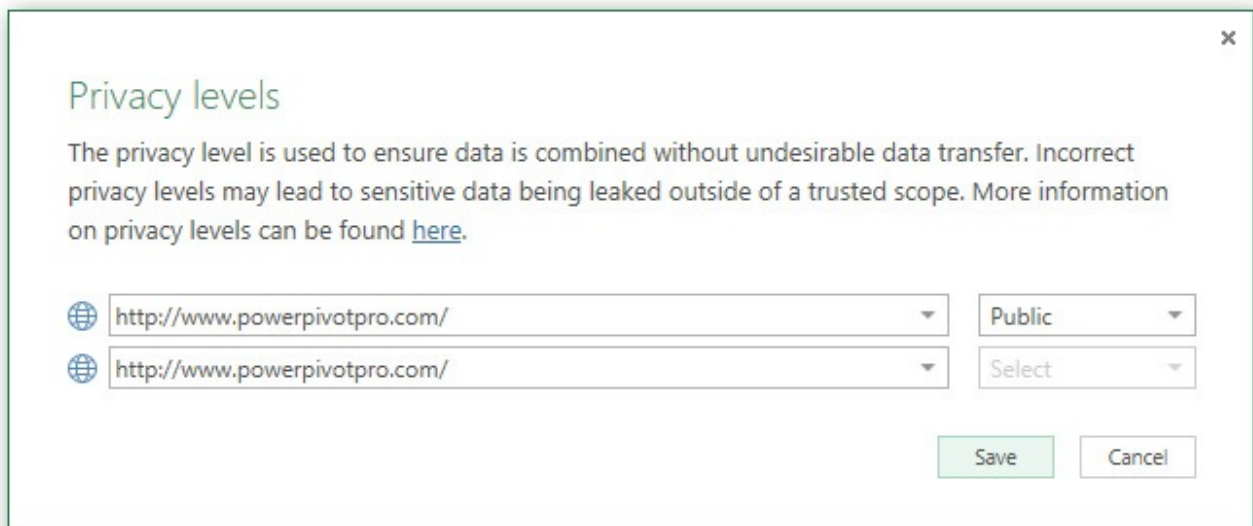 Privacy levels
The privacy level is used to ensure data is combined without undesirable data transfer. Incorrect
privacy levels may lead to sensitive data being leaked outside of a trusted scope. More information
on privacy levels can be found here.
http://www.powerpivotpro.com/ Public
http://www.powerpivotpro.com/ Select
Save Cancel